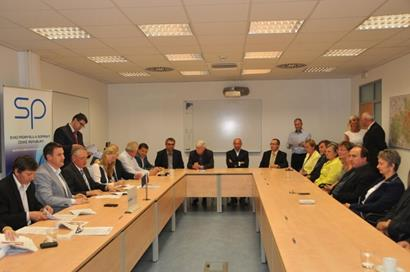 sp
SVAZ PRŮMYSLU A DOPRAVY
ČESKÉ REPUBLIKY